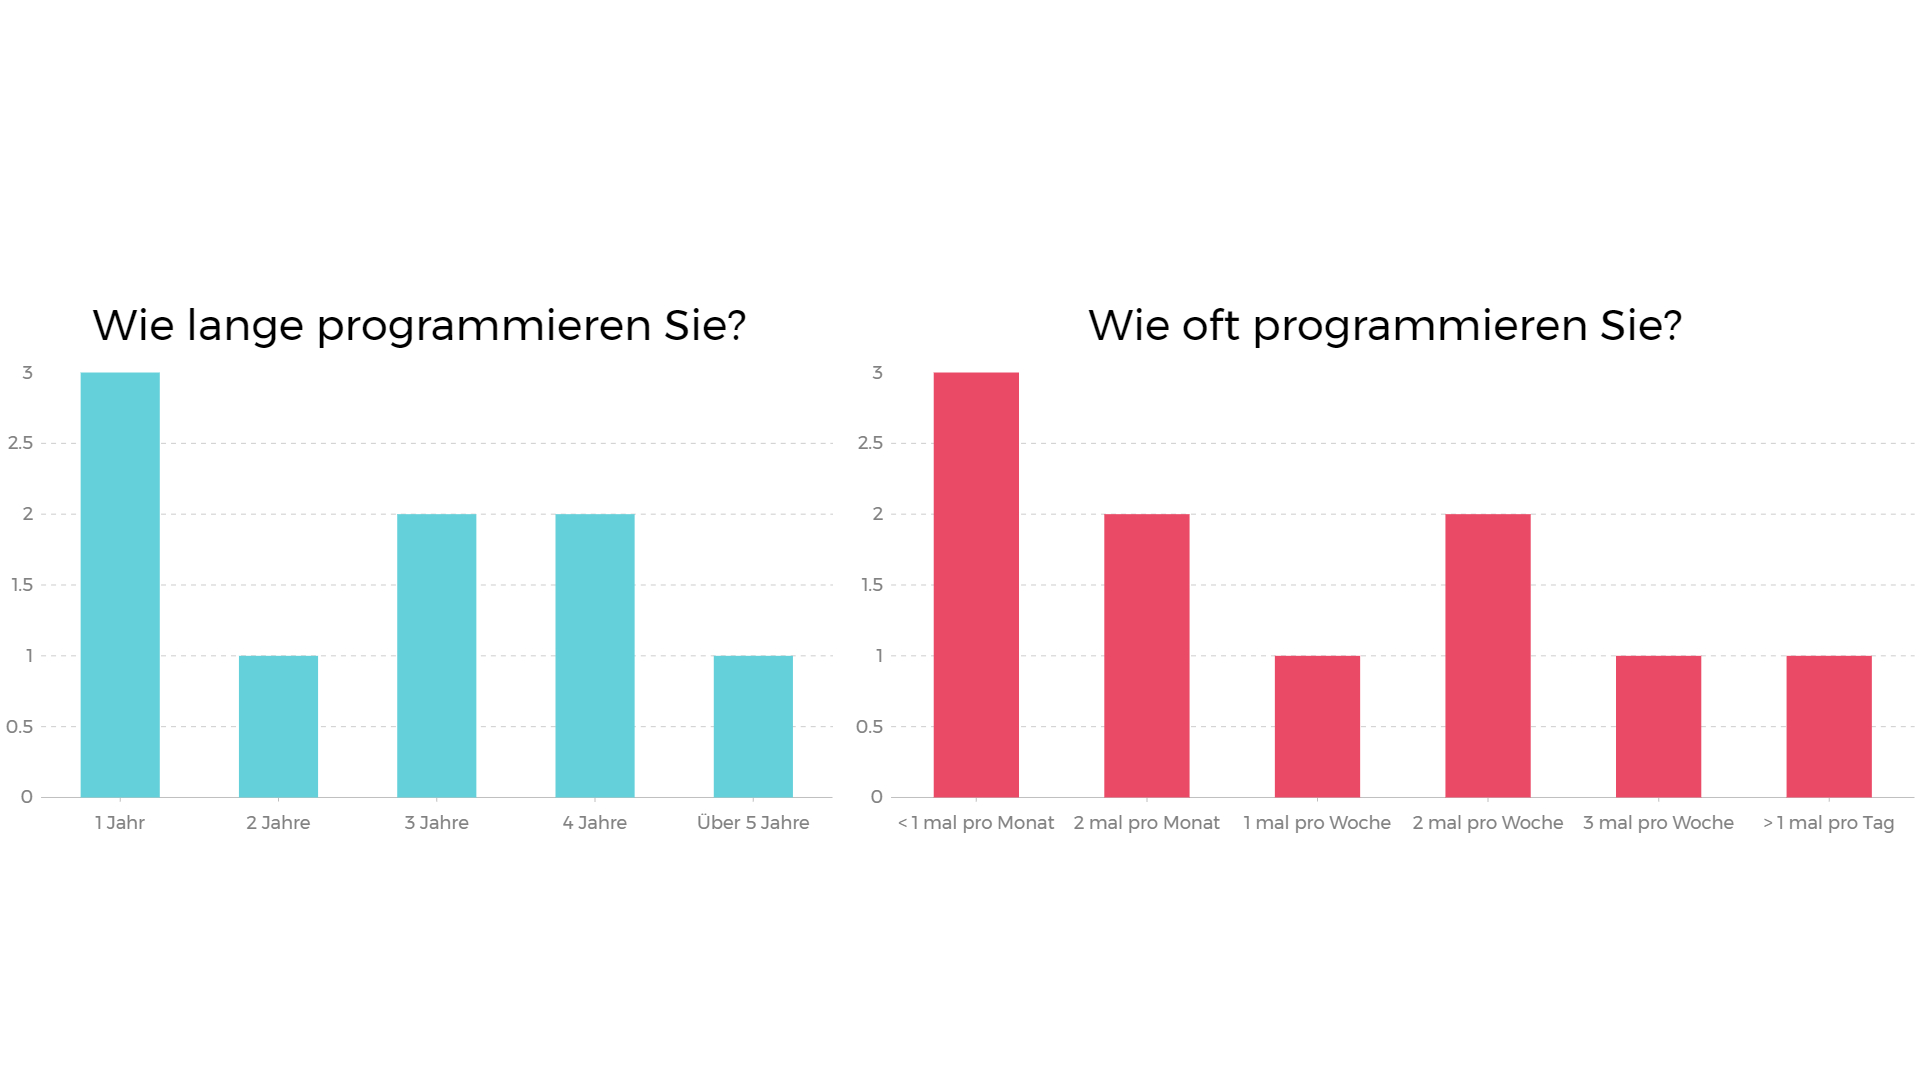 Wie lange programmieren Sie?
3
2.5
2
1.5
1
0.5
0
1 Jahr
2 Jahre
3 Jahre
4 Jahre
Über 5 Jahre
Wie oft programmieren Sie?
3
2.5
2
1.5
1
0.5
0
< 1 mal pro Monat
2 mal pro Monat
1 mal pro Woche
2 mal pro Woche
3 mal pro Woche
> 1 mal pro Tag